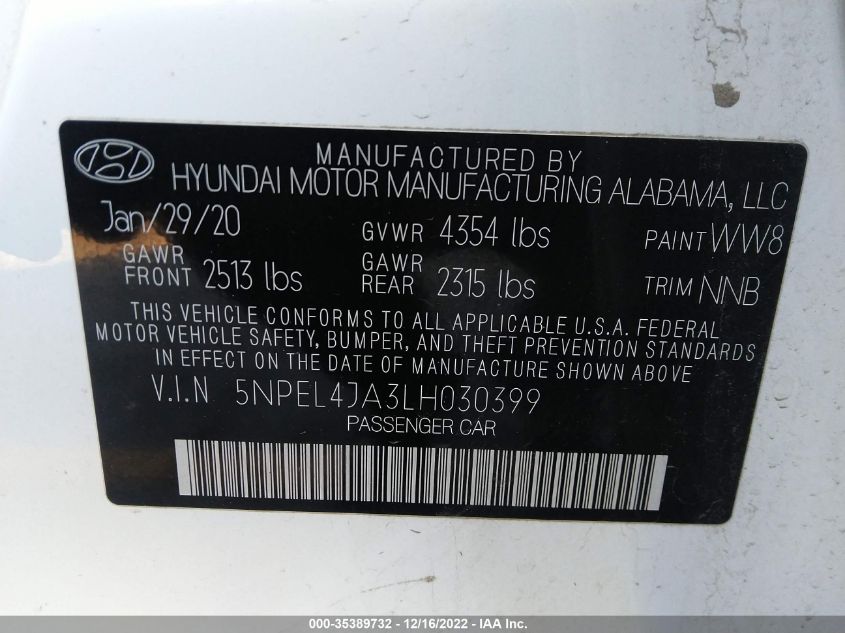 MANUFACTURED BY
HYUNDAI MOTOR MANUFACTURING ALABAMA, LLC
Jan/29/20 GVWR 4354 lbs PAINT WW8
GAWR FRONT 2513 lbs GAWR REAR 2315 lbs TRIM NNB
THIS VEHICLE CONFORMS TO ALL APPLICABLE U.S.A. FEDERAL
MOTOR VEHICLE SAFETY, BUMPER, AND THEFT PREVENTION STANDARDS
IN EFFECT ON THE DATE OF MANUFACTURE SHOWN ABOVE
V.I.N 5NPEL4JA3LH030399
PASSENGER CAR
000-35389732 - 12/16/2022 - IAA Inc.